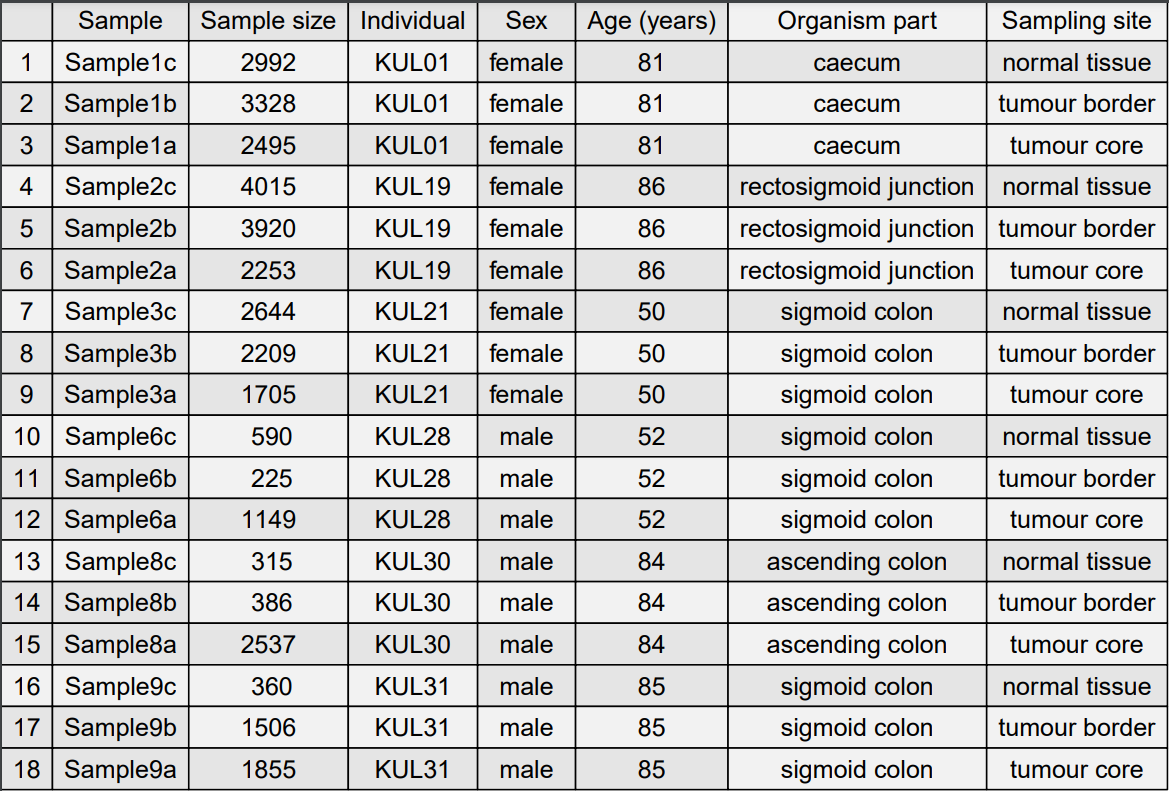 Sample Sample size Individual Sex Age (years) Organism part Sampling site
1 Sample1c 2992 KUL01 female 81 caecum normal tissue
2 Sample1b 3328 KUL01 female 81 caecum tumour border
3 Sample1a 2495 KUL01 female 81 caecum tumour core
4 Sample2c 4015 KUL19 female 86 rectosigmoid junction normal tissue
5 Sample2b 3920 KUL19 female 86 rectosigmoid junction tumour border
6 Sample2a 2253 KUL19 female 86 rectosigmoid junction tumour core
7 Sample3c 2644 KUL21 female 50 sigmoid colon normal tissue
8 Sample3b 2209 KUL21 female 50 sigmoid colon tumour border
9 Sample3a 1705 KUL21 female 50 sigmoid colon tumour core
10 Sample6c 590 KUL28 male 52 sigmoid colon normal tissue
11 Sample6b 225 KUL28 male 52 sigmoid colon tumour border
12 Sample6a 1149 KUL28 male 52 sigmoid colon tumour core
13 Sample8c 315 KUL30 male 84 ascending colon normal tissue
14 Sample8b 386 KUL30 male 84 ascending colon tumour border
15 Sample8a 2537 KUL30 male 84 ascending colon tumour core
16 Sample9c 360 KUL31 male 85 sigmoid colon normal tissue
17 Sample9b 1506 KUL31 male 85 sigmoid colon tumour border
18 Sample9a 1855 KUL31 male 85 sigmoid colon tumour core